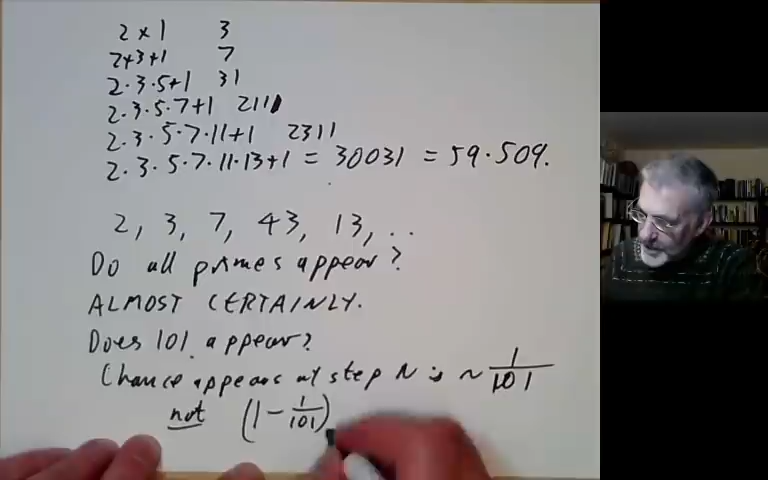 2 × 1 3
2+3+1 7
2·3·5+1 31
2·3·5·7+1 211
2·3·5·7·11+1 2311
2·3·5·7·11·13+1 = 30031 = 59·509.
2, 3, 7, 43, 13, ..
Do all primes appear?
ALMOST CERTAINLY.
Does 101 appear?
Chance appears at step N is ~ 1/101
not (1 - 1/101)